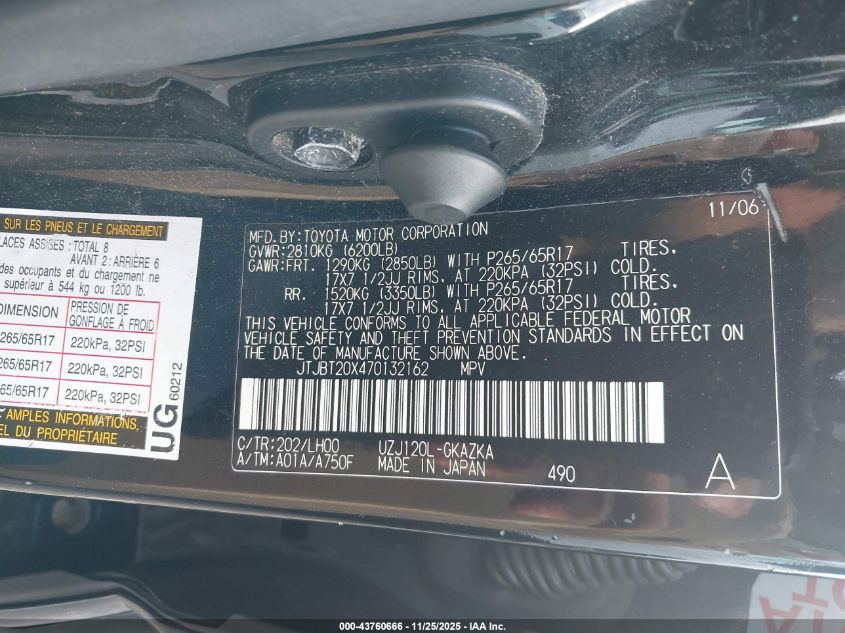 SUR LES PNEUS ET LE CHARGEMENT
PLACES ASSISES : TOTAL 8
AVANT 2: ARRIÈRE 6
des occupants et du chargement ne
supérieur à 544 kg ou 1200 lb.
DIMENSION PRESSION DE GONFLAGE À FROID
265/65R17 220kPa, 32PSI
265/65R17 220kPa, 32PSI
265/65R17 220kPa, 32PSI
AMPLES INFORMATIONS,
EL DU PROPRIÉTAIRE
UG 60212
11/06
MFD.BY:TOYOTA MOTOR CORPORATION
GVWR:2810KG (6200LB)
GAWR:FRT. 1290KG (2850LB) WITH P265/65R17 TIRES,
17X7 1/2JJ RIMS, AT 220KPA (32PSI) COLD.
RR. 1520KG (3350LB) WITH P265/65R17 TIRES,
17X7 1/2JJ RIMS, AT 220KPA (32PSI) COLD.
THIS VEHICLE CONFORMS TO ALL APPLICABLE FEDERAL MOTOR
VEHICLE SAFETY AND THEFT PREVENTION STANDARDS IN EFFECT ON
THE DATE OF MANUFACTURE SHOWN ABOVE.
JTJBT20X470132162 MPV
C/TR:202/LH00 UZJ120L-GKAZKA
A/TM:A01A/A750F MADE IN JAPAN 490 A
000-43760666 - 11/25/2025 - IAA Inc.